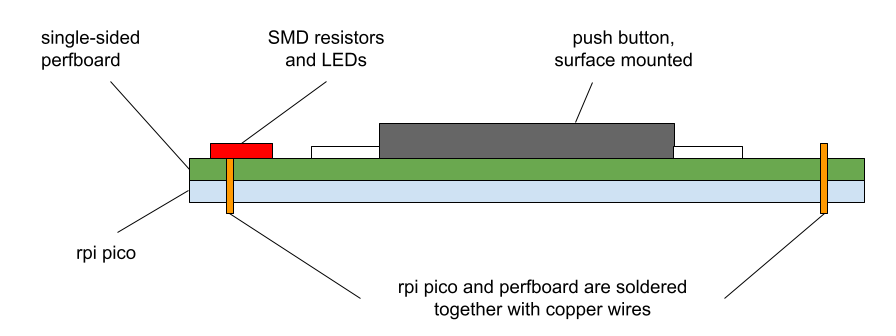 single-sided
perfboard
SMD resistors
and LEDs
push button,
surface mounted
rpi pico
rpi pico and perfboard are soldered
together with copper wires